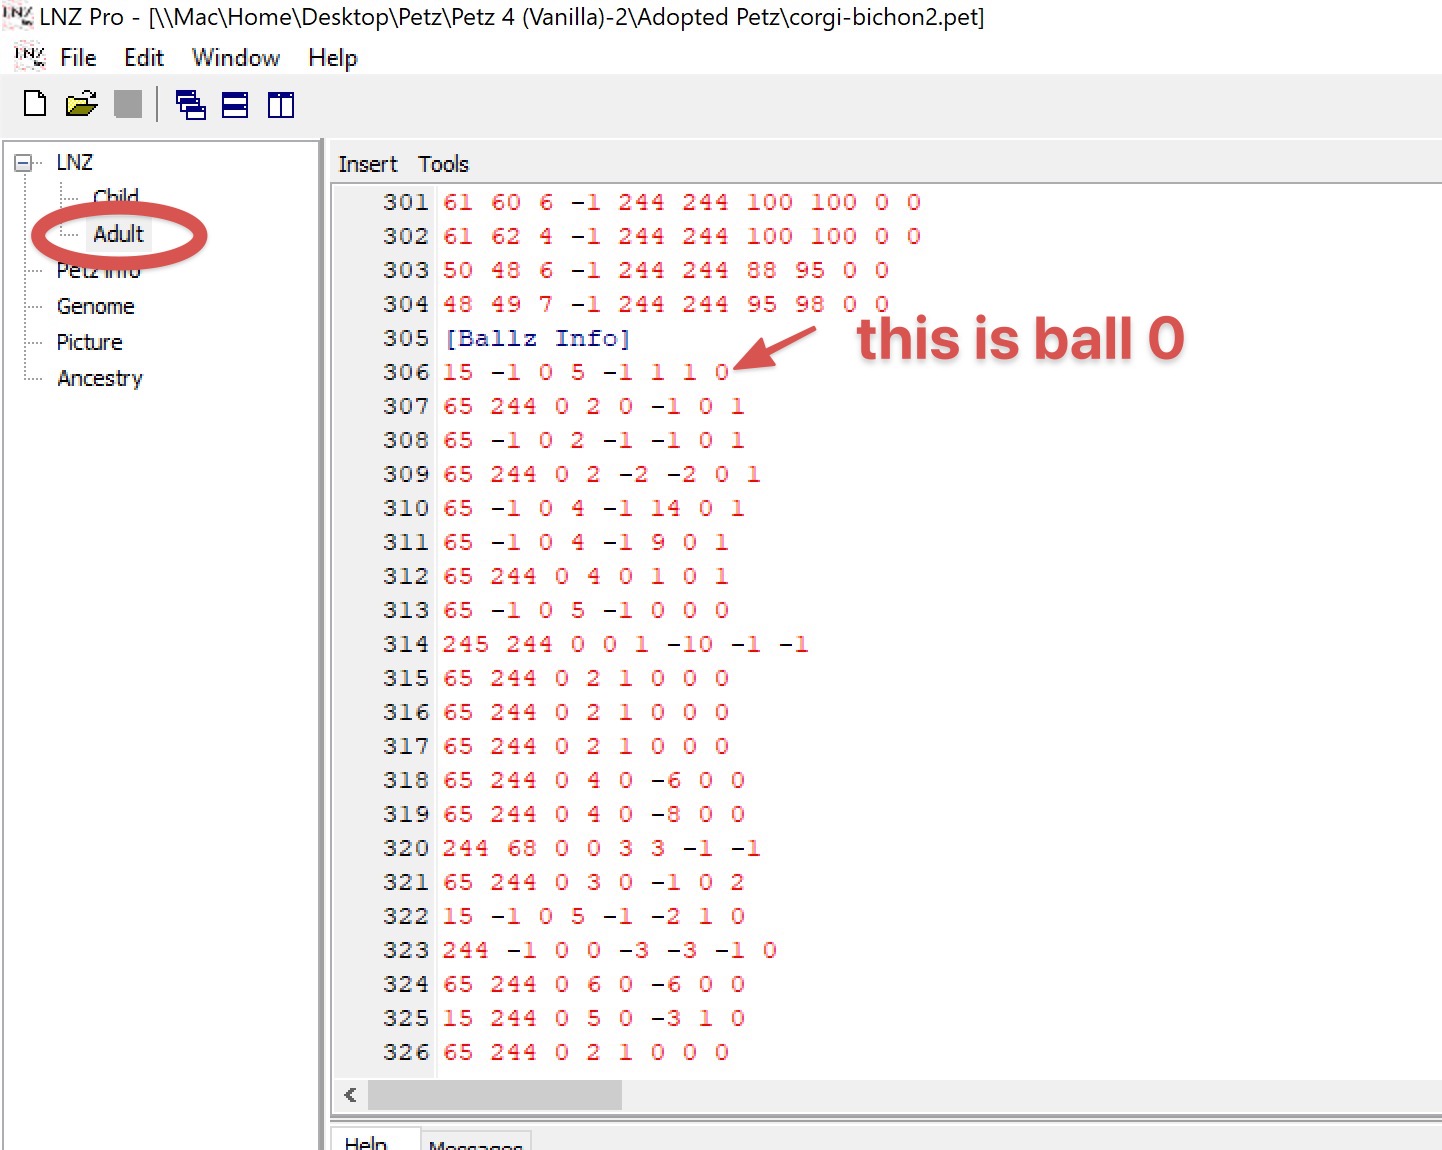 LNZ Pro - [\\Mac\Home\Desktop\Petz\Petz 4 (Vanilla)-2\Adopted Petz\corgi-bichon2.pet]
LNZ File Edit Window Help
LNZ
Child
Adult
Petz Info
Genome
Picture
Ancestry
Insert Tools
301 61 60 6 -1 244 244 100 100 0 0
302 61 62 4 -1 244 244 100 100 0 0
303 50 48 6 -1 244 244 88 95 0 0
304 48 49 7 -1 244 244 95 98 0 0
305 [Ballz Info]
this is ball 0
306 15 -1 0 5 -1 1 1 0
307 65 244 0 2 0 -1 0 1
308 65 -1 0 2 -1 -1 0 1
309 65 244 0 2 -2 -2 0 1
310 65 -1 0 4 -1 14 0 1
311 65 -1 0 4 -1 9 0 1
312 65 244 0 4 0 1 0 1
313 65 -1 0 5 -1 0 0 0
314 245 244 0 0 1 -10 -1 -1
315 65 244 0 2 1 0 0 0
316 65 244 0 2 1 0 0 0
317 65 244 0 2 1 0 0 0
318 65 244 0 4 0 -6 0 0
319 65 244 0 4 0 -8 0 0
320 244 68 0 0 3 3 -1 -1
321 65 244 0 3 0 -1 0 2
322 15 -1 0 5 -1 -2 1 0
323 244 -1 0 0 -3 -3 -1 0
324 65 244 0 6 0 -6 0 0
325 15 244 0 5 0 -3 1 0
326 65 244 0 2 1 0 0 0
Help Messages